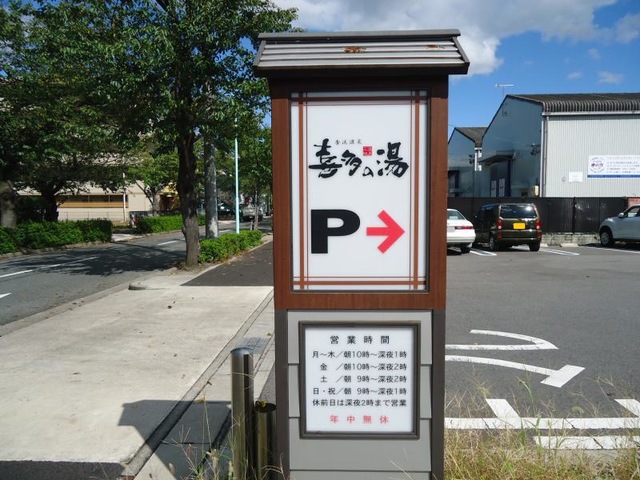 喜多の湯
P
営業時間
月～木／朝10時～深夜1時
金 ／朝10時～深夜2時
土 ／朝 9時～深夜2時
日・祝／朝 9時～深夜1時
休前日は深夜2時まで営業
年中無休